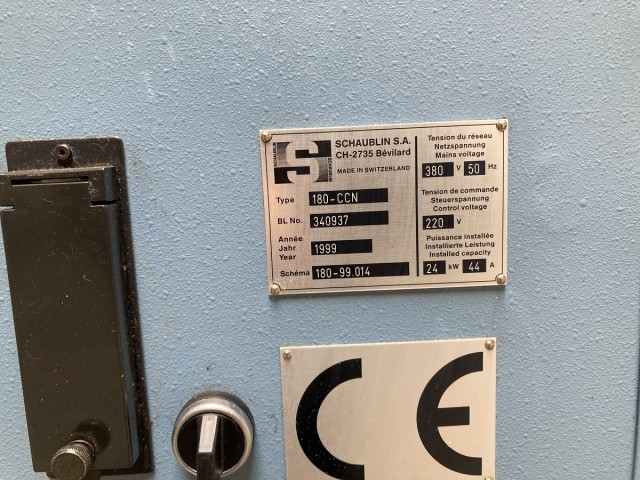 SCHAUBLIN
S
SCHAUBLIN S.A.
CH-2735 Bévilard
MADE IN SWITZERLAND
Type 180-CCN
BL No. 340937
Année
Jahr 1999
Year
Schéma 180-99.014
Tension du réseau
Netzspannung
Mains voltage
380 V 50 Hz
Tension de commande
Steuerspannung
Control voltage
220 V
Puissance installée
Installierte Leistung
Installed capacity
24 kW 44 A
CE